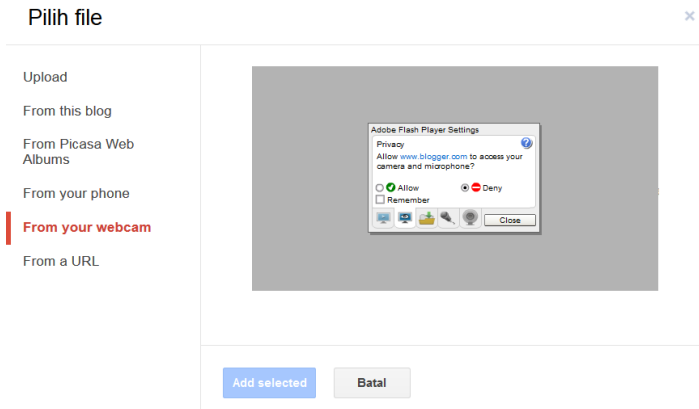 Pilih file
×
Upload
From this blog
From Picasa Web
Albums
From your phone
From your webcam
From a URL
Adobe Flash Player Settings
Privacy
?
Allow www.blogger.com to access your
camera and microphone?
Allow
Deny
Remember
Close
Add selected
Batal